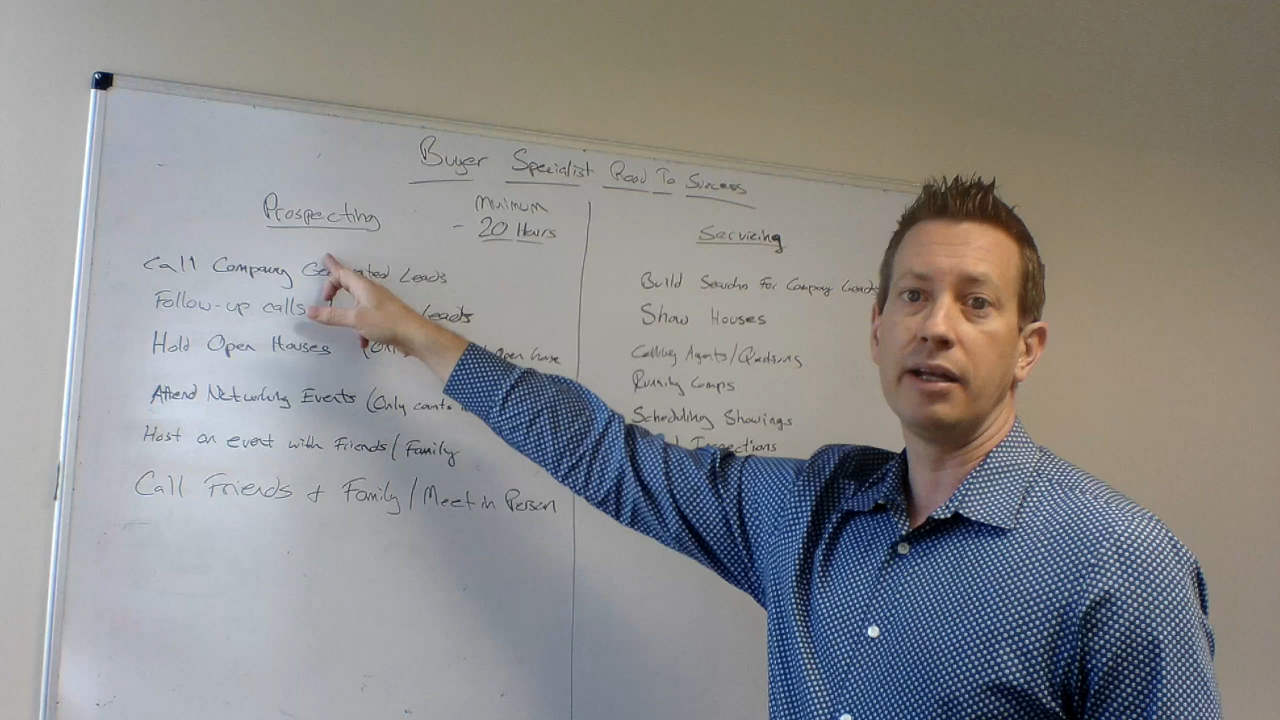 Buyer Specialist Road To Success
Prospecting
Minimum
- 20 Hours
Call Company Generated Leads
Follow-up calls Leads
Hold Open Houses (Only Open house
Attend Networking Events (Only counts
Host an event with Friends/Family
Call Friends + Family/Meet in Person
Servicing
Build Searches For Company Leads
Show Houses
Calling Agents/
Running Comps
Scheduling Showings
Inspections